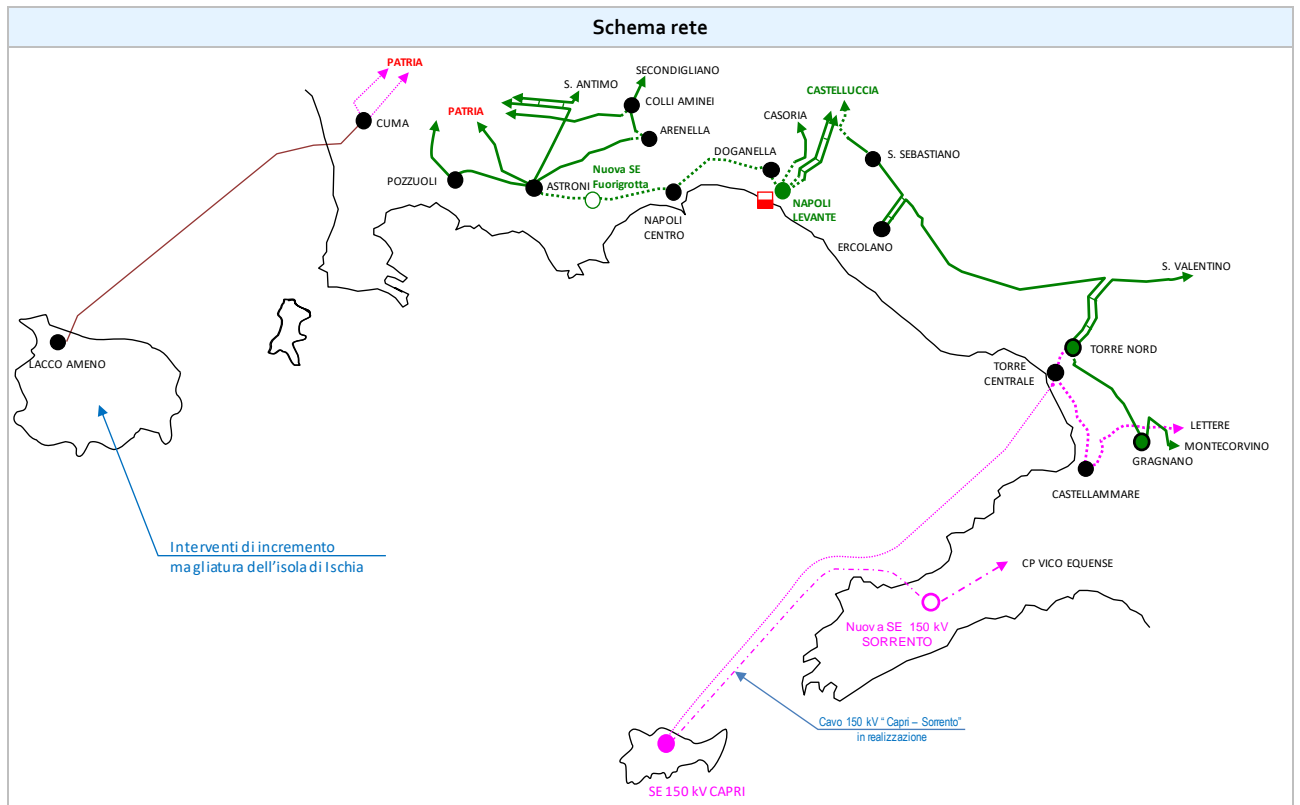 Schema rete
PATRIA
CUMA
SECONDIGLIANO
S. ANTIMO
COLLI AMINEI
PATRIA
ARENELLA
CASTELLUCCIA
CASORIA
DOGANELLA
S. SEBASTIANO
POZZUOLI
ASTRONI
Nuova SE
Fuorigrotta
NAPOLI
CENTRO
NAPOLI
LEVANTE
ERCOLANO
S. VALENTINO
LACCO AMENO
TORRE NORD
TORRE
CENTRALE
LETTERE
MONTECORVINO
GRAGNANO
CASTELLAMMARE
Interventi di incremento
magliatura dell'isola di Ischia
CP VICO EQUENSE
Nuova SE 150 kV
SORRENTO
Cavo 150 kV "Capri – Sorrento"
in realizzazione
SE 150 kV CAPRI